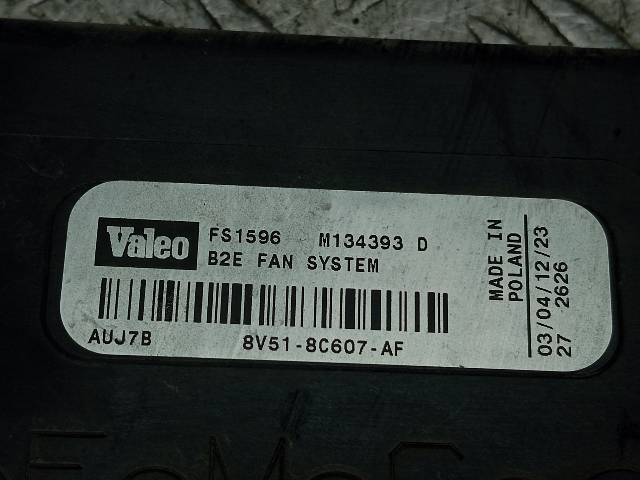 Valeo
FS1596 M134393 D
B2E FAN SYSTEM
AUJ7B 8V51-8C607-AF
MADE IN
POLAND
03/04/12/23
27 2626